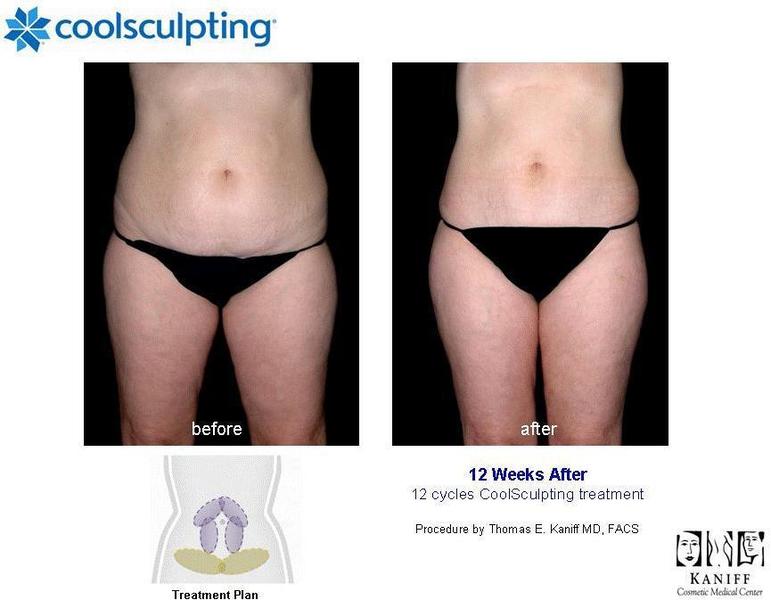 coolsculpting®
before
after
12 Weeks After
12 cycles CoolSculpting treatment
Procedure by Thomas E. Kaniff MD, FACS
Treatment Plan
KANIFF
Cosmetic Medical Center